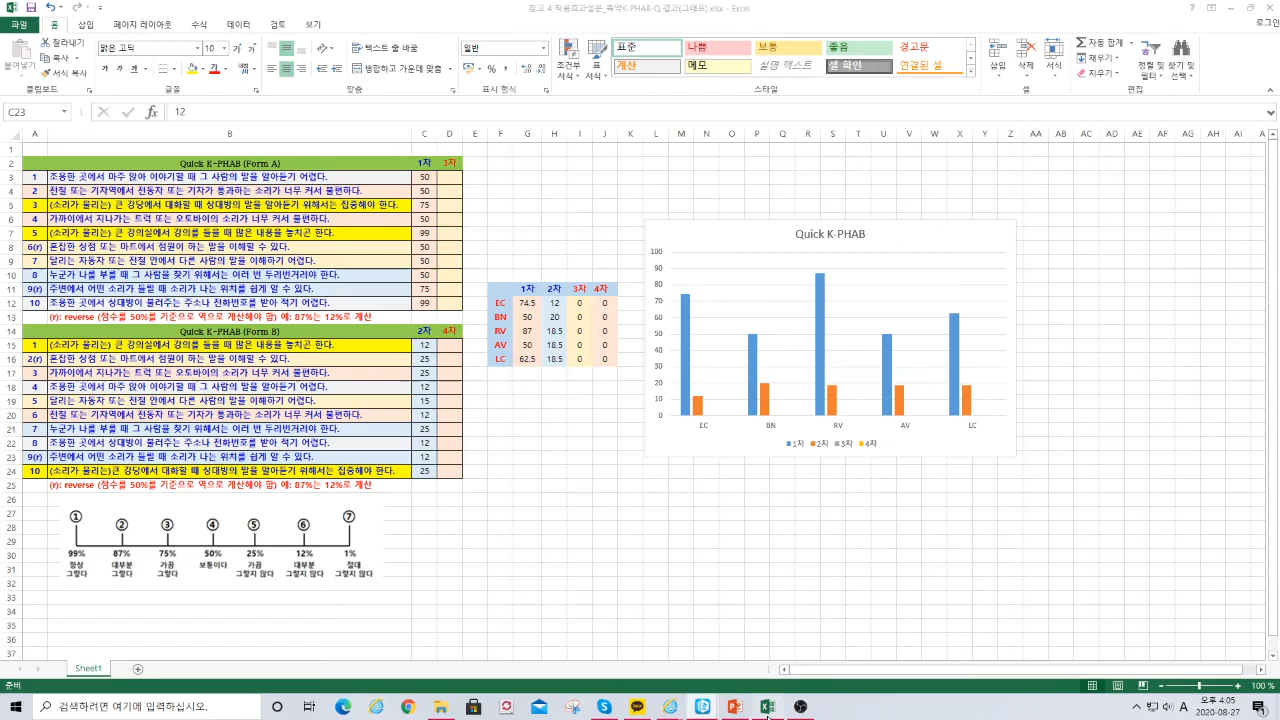 참고 4 착용효과설문_축약K-PHAB-Q 결과(그래프).xlsx - Excel
파일 홈 삽입 페이지 레이아웃 수식 데이터 검토 보기 로그인
잘라내기
복사
서식 복사
붙여넣기
클립보드
맑은 고딕 10
가 가 가
글꼴
텍스트 줄 바꿈
병합하고 가운데 맞춤
맞춤
일반
표시 형식
조건부 서식
표 서식
표준 나쁨 보통 좋음 경고문
계산 메모 설명 텍스트 셀 확인 연결된 셀
스타일
삽입 삭제 서식
셀
자동 합계
채우기
지우기
정렬 및 필터
찾기 및 선택
편집
C23 fx 12
A B C D E F G H I J K L M N O P Q R S T U V W X Y Z AA AB AC AD AE AF AG AH AI
1
2 Quick K-PHAB (Form A) 1차 3차
3 1 조용한 곳에서 마주 앉아 이야기할 때 그 사람의 말을 알아듣기 어렵다. 50
4 2 전철 또는 기차역에서 전동차 또는 기차가 통과하는 소리가 너무 커서 불편하다. 50
5 3 (소리가 울리는) 큰 강당에서 대화할 때 상대방의 말을 알아듣기 위해서는 집중해야 한다. 75
6 4 가까이에서 지나가는 트럭 또는 오토바이의 소리가 너무 커서 불편하다. 50
7 5 (소리가 울리는) 큰 강의실에서 강의를 들을 때 많은 내용을 놓치곤 한다. 99
8 6(r) 혼잡한 상점 또는 마트에서 점원이 하는 말을 이해할 수 있다. 50
9 7 달리는 자동차 또는 전철 안에서 다른 사람의 말을 이해하기 어렵다. 50
10 8 누군가 나를 부를 때 그 사람을 찾기 위해서는 여러 번 두리번거려야 한다. 50
11 9(r) 주변에서 어떤 소리가 들릴 때 소리가 나는 위치를 쉽게 알 수 있다. 75
12 10 조용한 곳에서 상대방이 불러주는 주소나 전화번호를 받아 적기 어렵다. 99
13 (r): reverse (점수를 50%를 기준으로 역으로 계산해야 함) 예: 87%는 12%로 계산
14 Quick K-PHAB (Form B) 2차 4차
15 1 (소리가 울리는) 큰 강의실에서 강의를 들을 때 많은 내용을 놓치곤 한다. 12
16 2(r) 혼잡한 상점 또는 마트에서 점원이 하는 말을 이해할 수 있다. 25
17 3 가까이에서 지나가는 트럭 또는 오토바이의 소리가 너무 커서 불편하다. 25
18 4 조용한 곳에서 마주 앉아 이야기할 때 그 사람의 말을 알아듣기 어렵다. 12
19 5 달리는 자동차 또는 전철 안에서 다른 사람의 말을 이해하기 어렵다. 15
20 6 전철 또는 기차역에서 전동차 또는 기차가 통과하는 소리가 너무 커서 불편하다. 12
21 7 누군가 나를 부를 때 그 사람을 찾기 위해서는 여러 번 두리번거려야 한다. 25
22 8 조용한 곳에서 상대방이 불러주는 주소나 전화번호를 받아 적기 어렵다. 12
23 9(r) 주변에서 어떤 소리가 들릴 때 소리가 나는 위치를 쉽게 알 수 있다. 12
24 10 (소리가 울리는)큰 강당에서 대화할 때 상대방의 말을 알아듣기 위해서는 집중해야 한다. 25
25 (r): reverse (점수를 50%를 기준으로 역으로 계산해야 함) 예: 87%는 12%로 계산
26
27
28
29
30
31
32
33
34
35
36
37
① ② ③ ④ ⑤ ⑥ ⑦
99% 87% 75% 50% 25% 12% 1%
항상 대부분 가끔 보통이다 가끔 대부분 절대
그렇다 그렇다 그렇다 그렇지 않다 그렇지 않다 그렇지 않다
1차 2차 3차 4차
EC 74.5 12 0 0
BN 50 20 0 0
RV 87 18.5 0 0
AV 50 18.5 0 0
LC 62.5 18.5 0 0
Quick K-PHAB
100
90
80
70
60
50
40
30
20
10
0
EC BN RV AV LC
1차 2차 3차 4차
Sheet1
준비 100 %
검색하려면 여기에 입력하십시오.
A 오후 4:05
2020-08-27